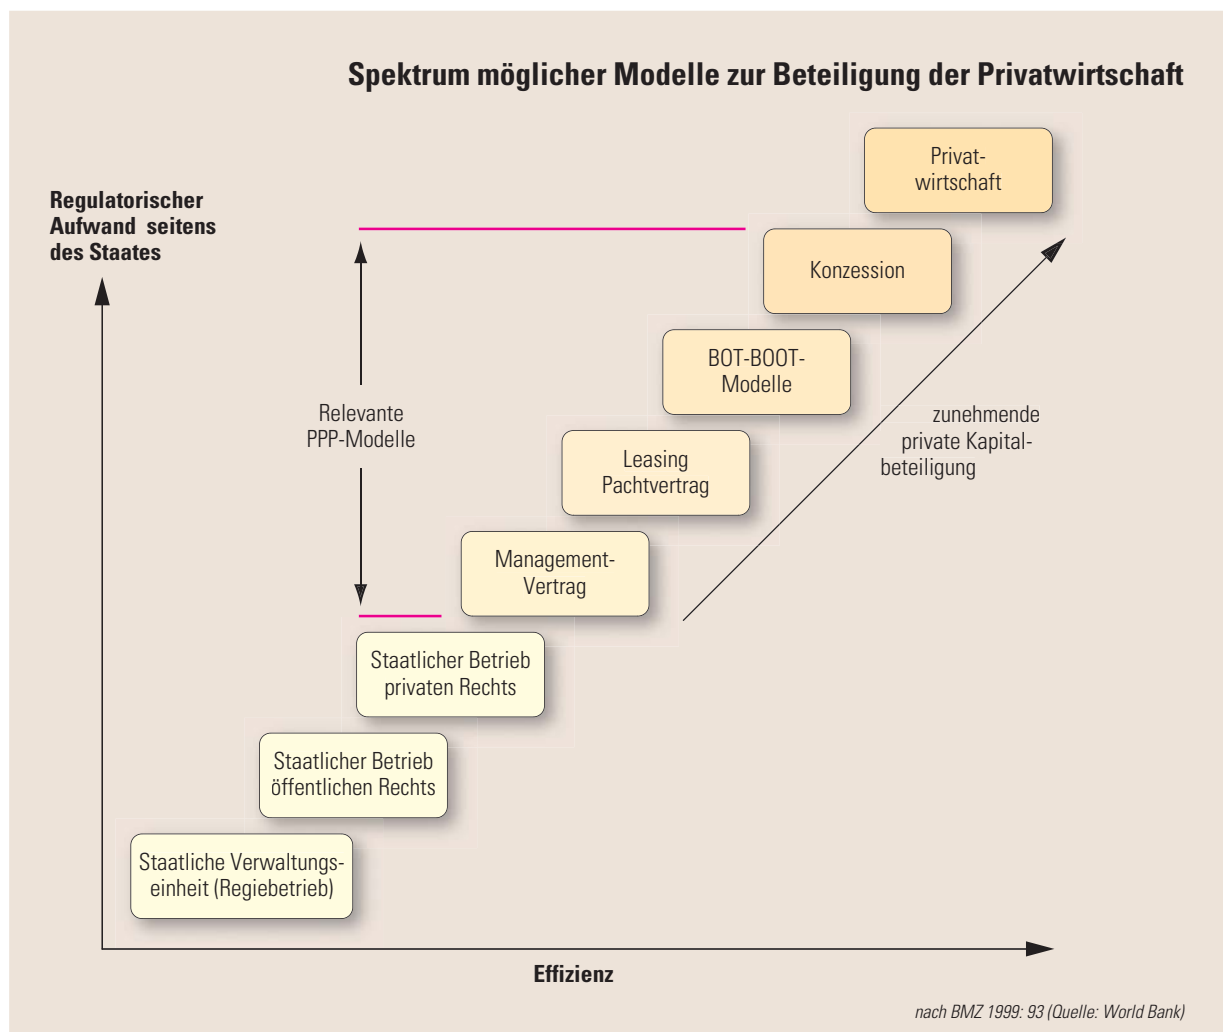 Spektrum möglicher Modelle zur Beteiligung der Privatwirtschaft
Regulatorischer
Aufwand seitens
des Staates
Privat-
wirtschaft
Konzession
BOT-BOOT-
Modelle
Relevante
PPP-Modelle
zunehmende
private Kapital-
beteiligung
Leasing
Pachtvertrag
Management-
Vertrag
Staatlicher Betrieb
privaten Rechts
Staatlicher Betrieb
öffentlichen Rechts
Staatliche Verwaltungs-
einheit (Regiebetrieb)
Effizienz
nach BMZ 1999: 93 (Quelle: World Bank)